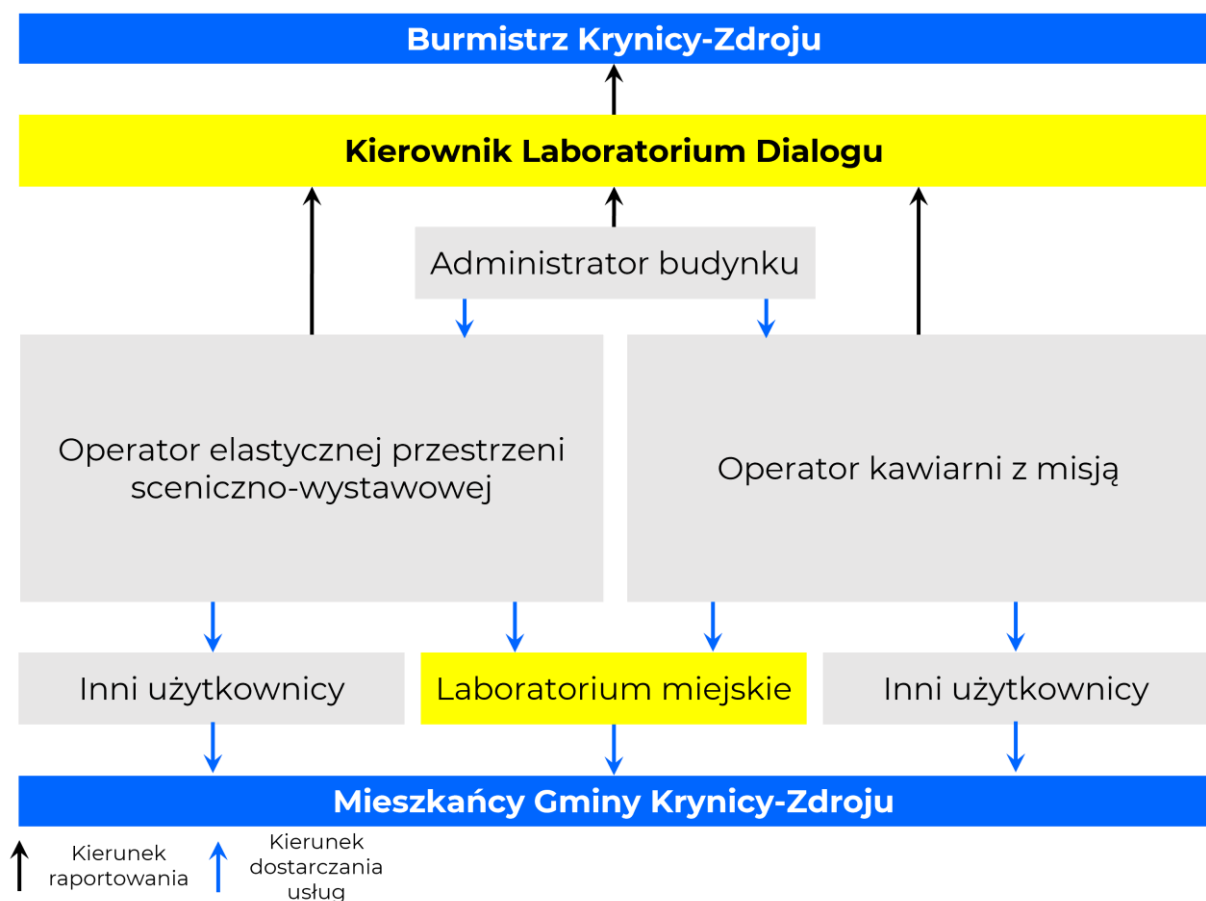 Burmistrz Krynicy-Zdroju
Kierownik Laboratorium Dialogu
Administrator budynku
Operator elastycznej przestrzeni
sceniczno-wystawowej
Operator kawiarni z misją
Inni użytkownicy
Laboratorium miejskie
Inni użytkownicy
Mieszkańcy Gminy Krynicy-Zdroju
Kierunek
raportowania
Kierunek
dostarczania
usług